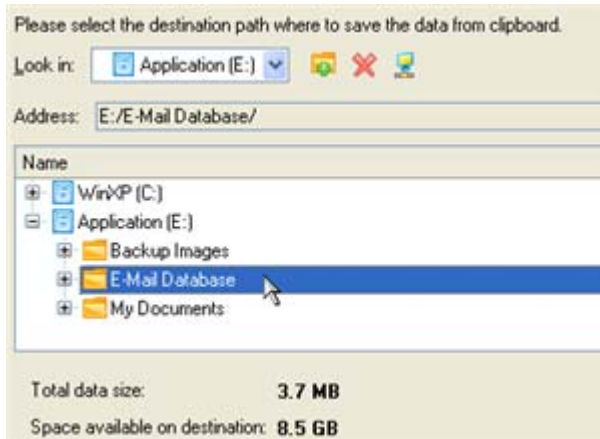 Please select the destination path where to save the data from clipboard.
Look in: Application (E:)
Address: E:/E-Mail Database/
Name
WinXP (C:)
Application (E:)
Backup Images
E-Mail Database
My Documents
Total data size: 3.7 MB
Space available on destination: 8.5 GB